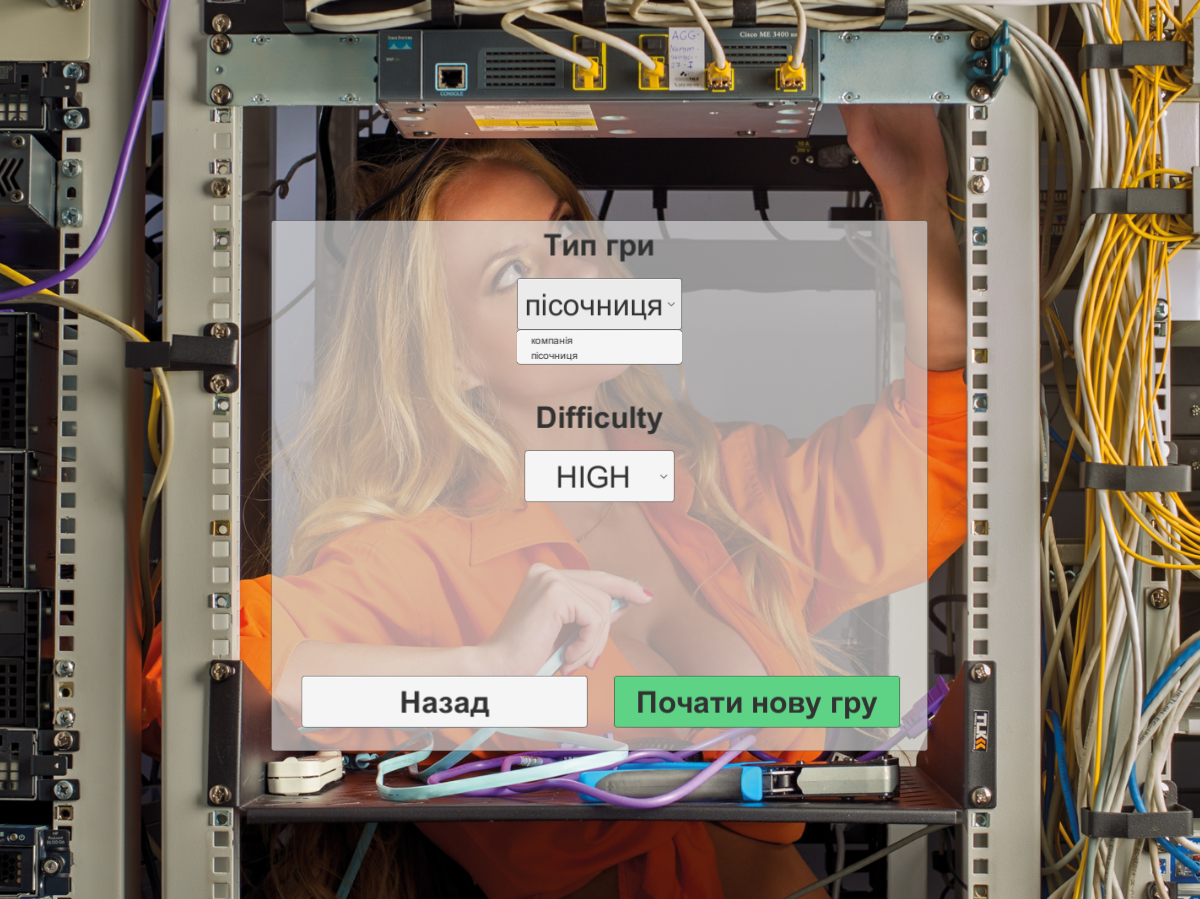 Cisco ME 3400
CONSOLE
AGG-
Тип гри
пісочниця
компанія
пісочниця
Difficulty
HIGH
Назад
Почати нову гру
TLK